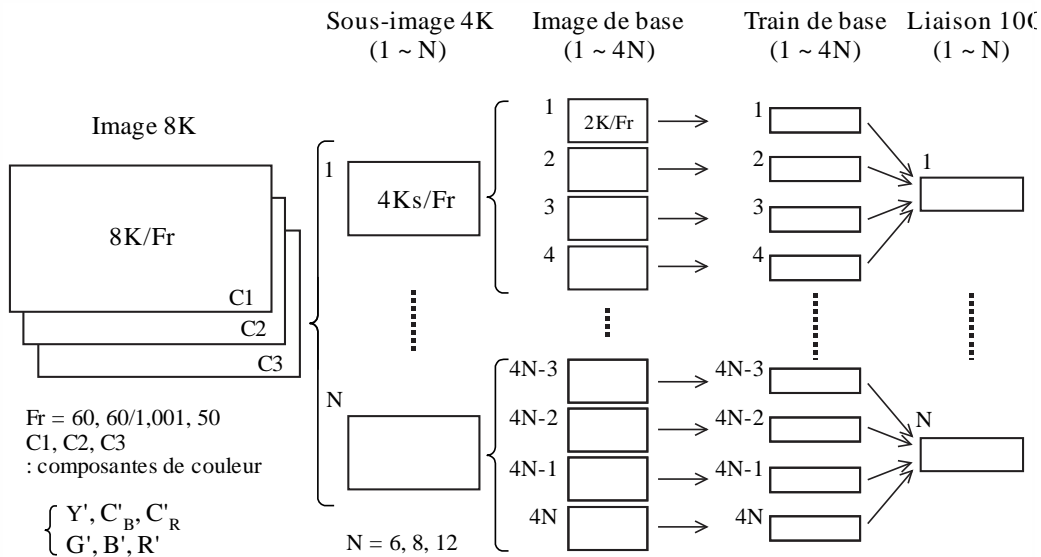 Sous-image 4K
(1 ~ N)
Image de base
(1 ~ 4N)
Train de base
(1 ~ 4N)
Liaison 10G
(1 ~ N)
Image 8K
8K/Fr
C1
C2
C3
1
4Ks/Fr
N
1
2K/Fr
2
3
4
4N-3
4N-2
4N-1
4N
1
2
3
4
4N-3
4N-2
4N-1
4N
1
N
Fr = 60, 60/1,001, 50
C1, C2, C3
: composantes de couleur
Y', C'B, C'R
G', B', R'
N = 6, 8, 12